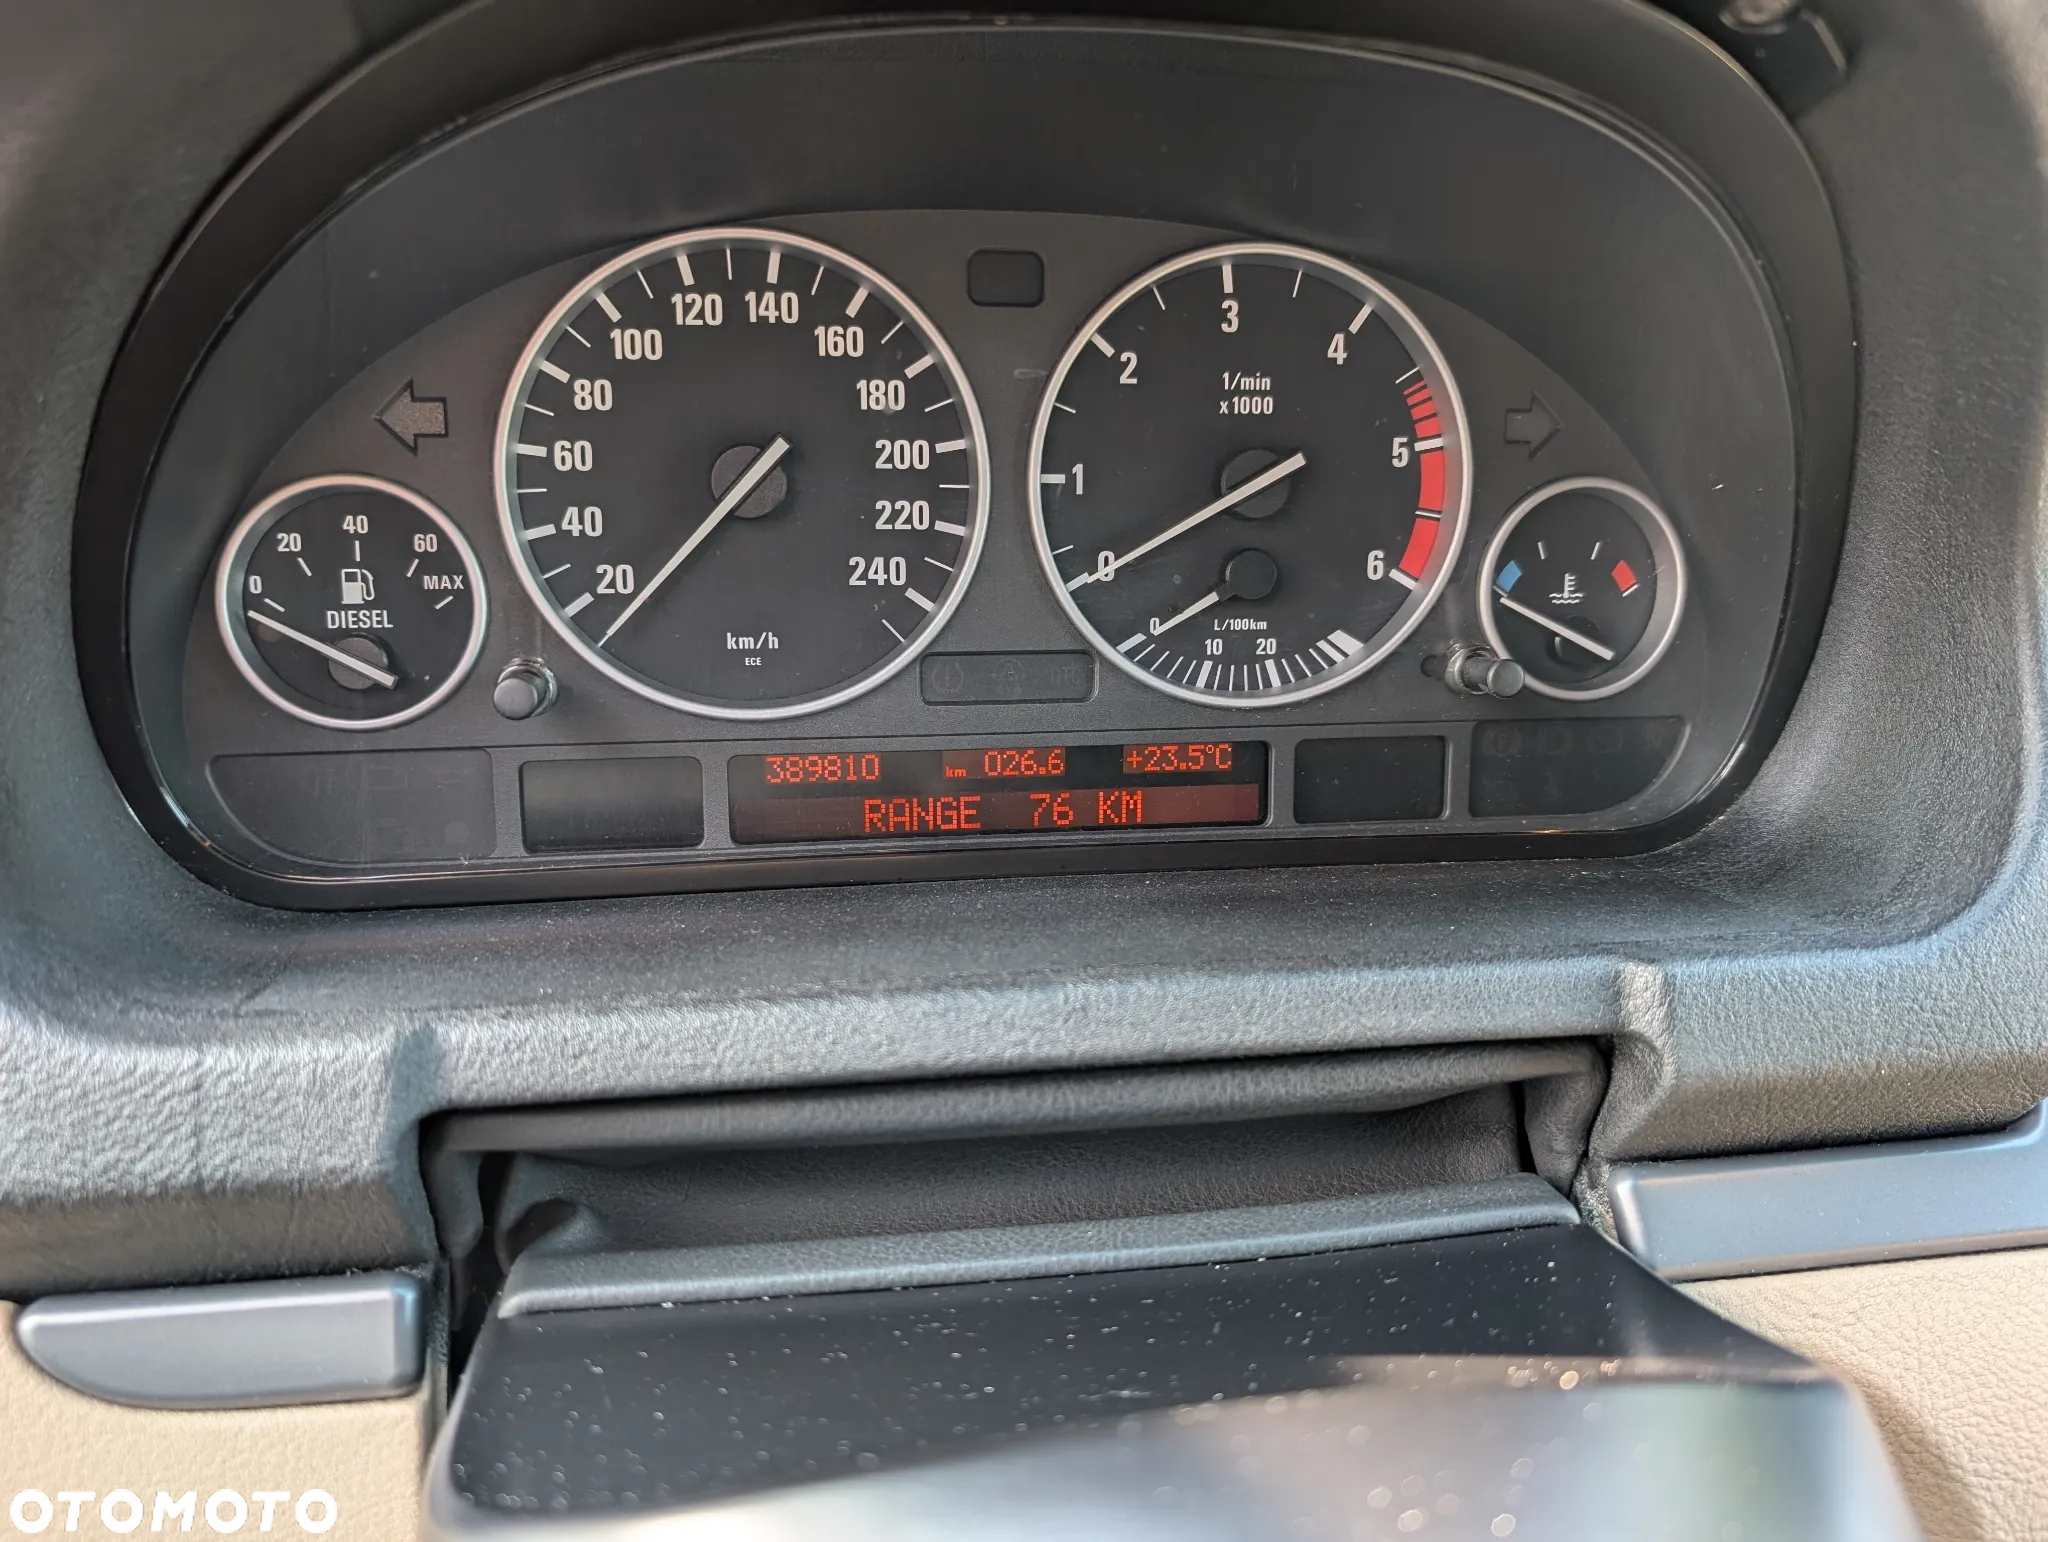 20 40 60 80 100 120 140 160 180 200 220 240
km/h
ECE
0 1 2 3 4 5 6
1/min
x 1000
0 10 20
L/100km
0 20 40 60 MAX
DIESEL
DTC
389810 km 026.6 +23.5°C
RANGE 76 KM
OTOMOTO